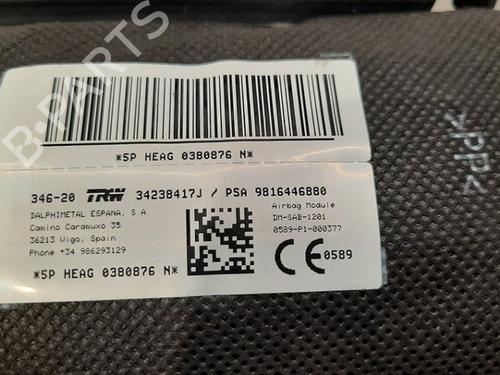 *5P HEAG 0380876 N*
346-20 TRW 34238417J / PSA 9816446880
DALPHIMETAL ESPANA, S.A.
Camino Caramuxo 35
36213 Vigo; Spain
Phone +34 986293129
Airbag Module
DM-SAB-1201
0589-P1-000377
*5P HEAG 0380876 N*
CE 0589
>PP<
B-PARTS